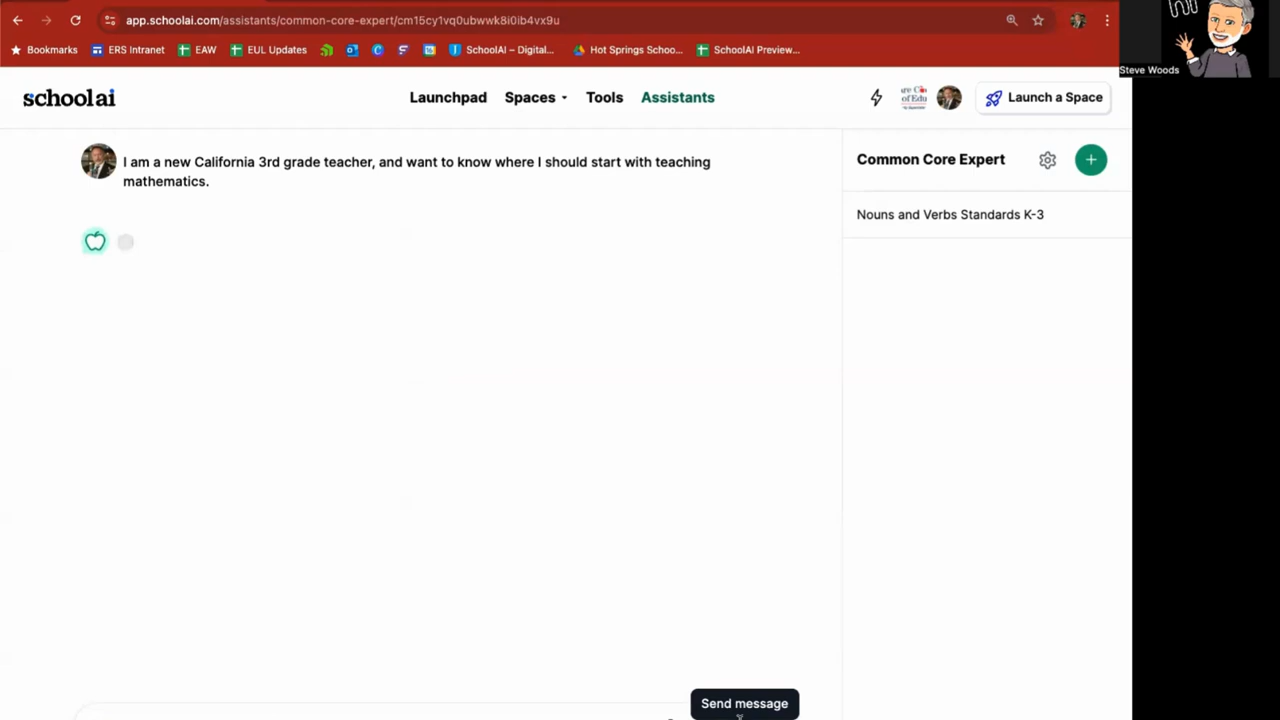 app.schoolai.com/assistants/common-core-expert/cm15cy1vq0ubwwk8i0ib4vx9u
Bookmarks ERS Intranet EAW EUL Updates SchoolAI – Digital... Hot Springs Schoo... SchoolAI Preview...
Steve Woods
school ai Launchpad Spaces Tools Assistants Launch a Space
I am a new California 3rd grade teacher, and want to know where I should start with teaching
mathematics.
Common Core Expert
Nouns and Verbs Standards K-3
Send message